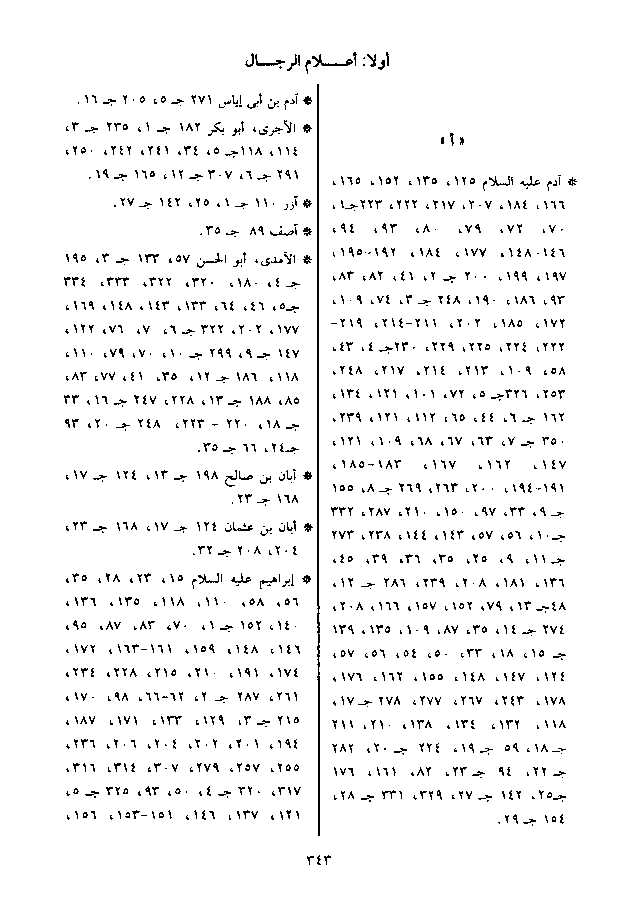 أولا: أعـــلام الرجـــال
« أ »
* آدم عليه السلام ١٢٥، ١٣٥، ١٥٢، ١٦٥،
١٦٦، ١٨٤، ٢٠٧، ٢١٧، ٢٢٢، ٢٢٣جـ١،
٧٠، ٧٢، ٧٩، ٨٠، ٩٣، ٩٤،
١٤٦-١٤٨، ١٧٧، ١٨٤، ١٩٢-١٩٥،
١٩٧، ١٩٩، ٢٠٠ جـ ٢، ٤١، ٨٢، ٨٣،
٩٣، ١٨٦، ١٩٠، ٢٤٨ جـ ٣، ٧٤، ١٠٩،
١٧٢، ١٨٥، ٢٠٢، ٢١١-٢١٤، ٢١٩-
٢٢٢، ٢٢٤، ٢٢٥، ٢٢٩، ٢٣٠جـ ٤، ٤٣،
٥٨، ١٠٩، ٢١٣، ٢١٤، ٢١٧، ٢٤٨،
٢٥٣، ٣٢٦جـ ٥، ٧٢، ١٠١، ١٢١، ١٣٤،
١٦٢ جـ ٦، ٤٤، ٦٥، ١١٢، ١٢١، ٢٣٩،
٣٥٠ جـ ٧، ٦٣، ٦٧، ٦٨، ١٠٩، ١٢١،
١٤٧، ١٦٢، ١٦٧، ١٨٣-١٨٥،
١٩١-١٩٤، ٢٠٠، ٢٦٣، ٢٦٩ جـ ٨، ١٥٥
جـ ٩، ٣٣، ٩٧، ١٥٠، ٢١٠، ٢٨٧، ٣٣٢
جـ١٠، ٥٦، ٥٧، ١٤٣، ١٤٤، ٢٣٨، ٢٧٣
جـ١١، ٩، ٢٥، ٣٥، ٣٦، ٣٩، ٤٥،
١٣٦، ١٨١، ٢٠٨، ٢٣٩، ٢٨٦ جـ ١٢،
٤٨جـ ١٣، ٧٩، ١٥٢، ١٥٧، ١٦٦، ٢٠٨،
٢٧٤ جـ ١٤، ٣٥، ٨٧، ١٠٩، ١٣٥، ١٣٩
جـ ١٥، ١٨، ٣٣، ٥٠، ٥٤، ٥٦، ٥٧،
١٢٤، ١٤٧، ١٤٨، ١٥٥، ١٦٢، ١٧٦،
١٧٨، ٢٤٣، ٢٦٧، ٢٧٧، ٢٧٨ جـ ١٧،
١١٨، ١٣٢، ١٣٤، ١٣٨، ٢١٠، ٢١١
جـ ١٨، ٥٩ جـ ١٩، ٢٢٤ جـ ٢٠، ٢٨٢
جـ ٢٢، ٩٤ جـ ٢٣، ٨٢، ١٦١، ١٧٦
جـ٢٥، ١٤٢ جـ ٢٧، ٣٢٩، ٣٣١ جـ ٢٨،
١٥٤ جـ ٢٩.
* آدم بن أبى إياس ٢٧١ جـ ٥، ٢٠٥ جـ ١٦.
* الآجرى، أبو بكر ١٨٢ جـ ١، ٢٣٥ جـ ٣،
١١٤، ١١٨جـ ٥، ٣٤، ٢٤١، ٢٤٢، ٢٥٠،
٢٩١ جـ ٦، ٣٠٧ جـ ١٢، ١٦٥ جـ ١٩.
* آزر ١١٠ جـ ١، ٢٥، ١٤٢ جـ ٢٧.
* آصف ٨٩ جـ ٣٥.
* الآمدى، أبو الحسن ٥٧، ١٣٣ جـ ٣، ١٩٥
جـ ٤، ١٨٠، ٣٢٠، ٣٢٢، ٣٣٣، ٣٣٤
جـ٥، ٤٦، ٦٤، ١٣٣، ١٤٣، ١٤٨، ١٦٩،
١٧٧، ٢٠٢، ٣٢٢ جـ ٦، ٧، ٧٦، ١٢٢،
١٤٧ جـ ٩، ٢٩٩ جـ ١٠، ٧٠، ٧٩، ١١٠،
١١٨، ١٨٦ جـ ١٢، ٣٥، ٤١، ٧٧، ٨٣،
٨٥، ١٨٨ جـ ١٣، ٢٢٨، ٢٤٧ جـ ١٦، ٣٣
جـ ١٨، ٢٢٠ - ٢٢٣، ٢٤٨ جـ ٢٠، ٩٣
جـ٢٤، ٦٦ جـ ٣٥.
* أبان بن صالح ١٩٨ جـ ١٣، ١٢٤ جـ ١٧،
١٦٨ جـ ٢٣.
* أبان بن عثمان ١٢٤ جـ ١٧، ١٦٨ جـ ٢٣،
٢٠٤، ٢٠٨ جـ ٣٢.
* إبراهيم عليه السلام ١٥، ٢٣، ٢٨، ٣٥،
٥٦، ٥٨، ١١٠، ١١٨، ١٣٥، ١٣٦،
١٤٠، ١٥٢ جـ ١، ٧٠، ٨٣، ٨٧، ٩٥،
١٤٦، ١٤٨، ١٥٩، ١٦١-١٦٣، ١٧٢،
١٧٤، ١٩١، ٢١٠، ٢١٥، ٢٢٨، ٢٣٤،
٢٦١، ٢٨٧ جـ ٢، ٦٢-٦٦، ٩٨، ١٧٠،
٢١٥ جـ ٣، ١٢٩، ١٣٣، ١٧١، ١٨٧،
١٩٤، ٢٠١، ٢٠٢، ٢٠٤، ٢٠٦، ٢٣٦،
٢٥٥، ٢٥٧، ٢٧٩، ٣٠٧، ٣١٤، ٣١٦،
٣١٧، ٣٢٠ جـ ٤، ٥٠، ٩٣، ٣٢٥ جـ ٥،
١٢١، ١٣٧، ١٤٦، ١٥١-١٥٣، ١٥٦،
٣٤٣